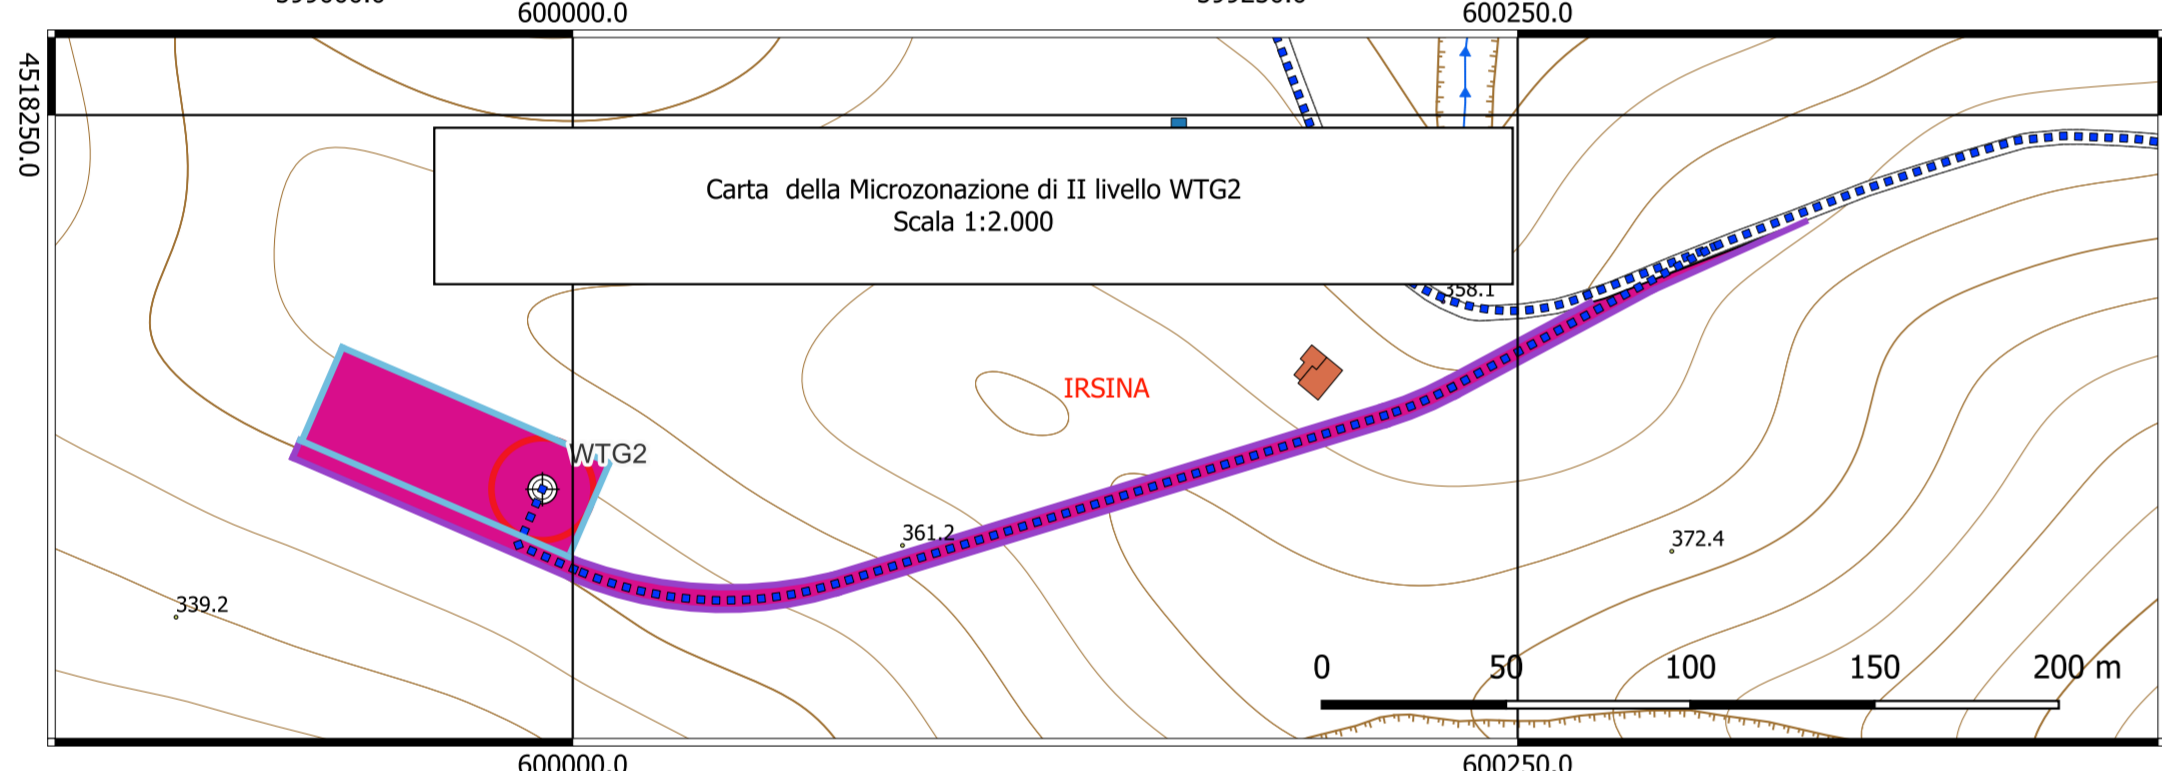 600000.0
600250.0
4518250.0
Carta della Microzonazione di II livello WTG2
Scala 1:2.000
358.1
IRSINA
WTG2
361.2
372.4
339.2
0 50 100 150 200 m
600000.0
600250.0